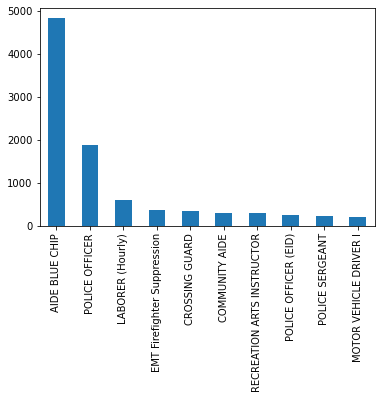 5000
4000
3000
2000
1000
0
AIDE BLUE CHIP
POLICE OFFICER
LABORER (Hourly)
EMT Firefighter Suppression
CROSSING GUARD
COMMUNITY AIDE
RECREATION ARTS INSTRUCTOR
POLICE OFFICER (EID)
POLICE SERGEANT
MOTOR VEHICLE DRIVER I